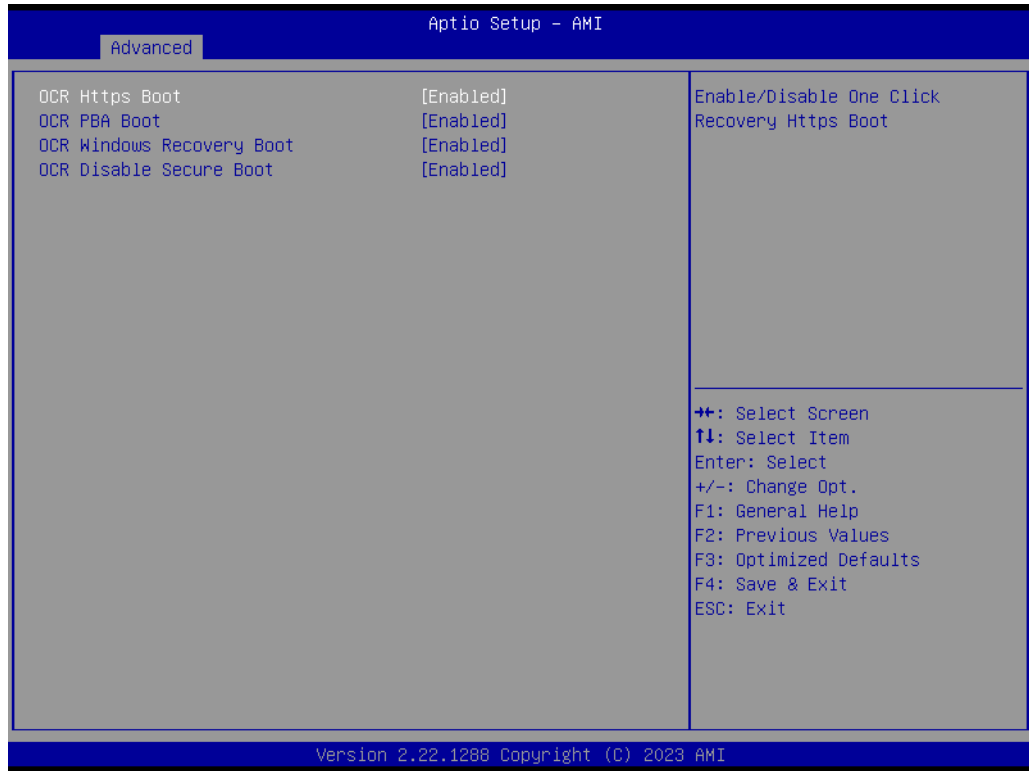 Aptio Setup – AMI
Advanced
OCR Https Boot [Enabled]
OCR PBA Boot [Enabled]
OCR Windows Recovery Boot [Enabled]
OCR Disable Secure Boot [Enabled]
Enable/Disable One Click
Recovery Https Boot
→←: Select Screen
↑↓: Select Item
Enter: Select
+/-: Change Opt.
F1: General Help
F2: Previous Values
F3: Optimized Defaults
F4: Save & Exit
ESC: Exit
Version 2.22.1288 Copyright (C) 2023 AMI